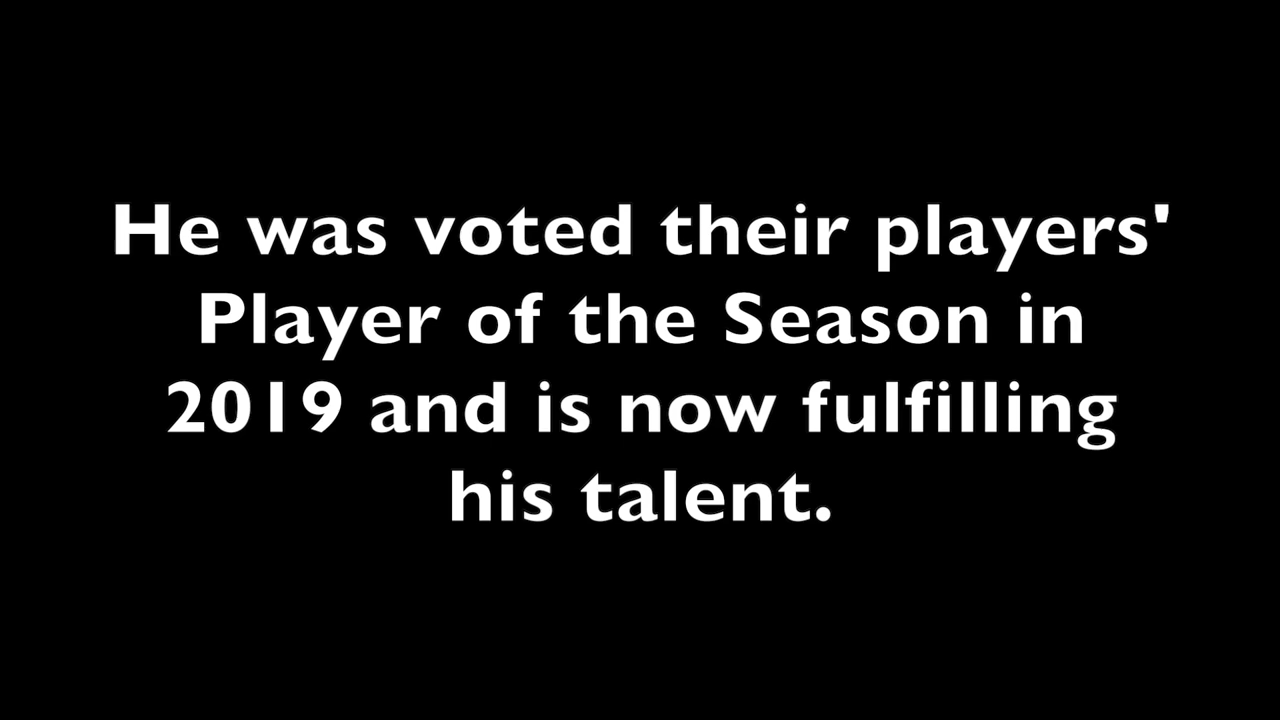 He was voted their players'
Player of the Season in
2019 and is now fulfilling
his talent.